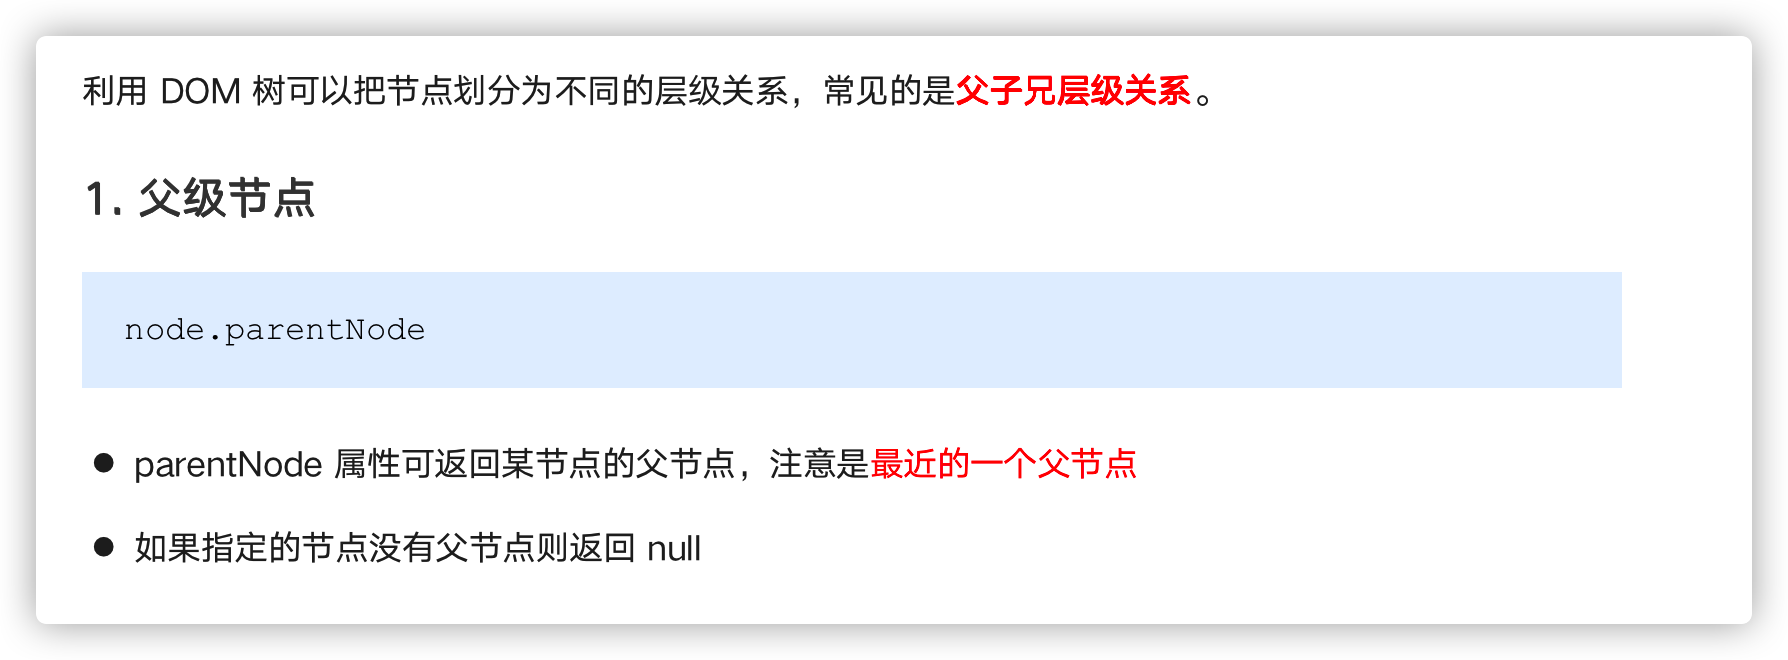 利用 DOM 树可以把节点划分为不同的层级关系，常见的是父子兄层级关系。
1. 父级节点
node.parentNode
● parentNode 属性可返回某节点的父节点，注意是最近的一个父节点
● 如果指定的节点没有父节点则返回 null